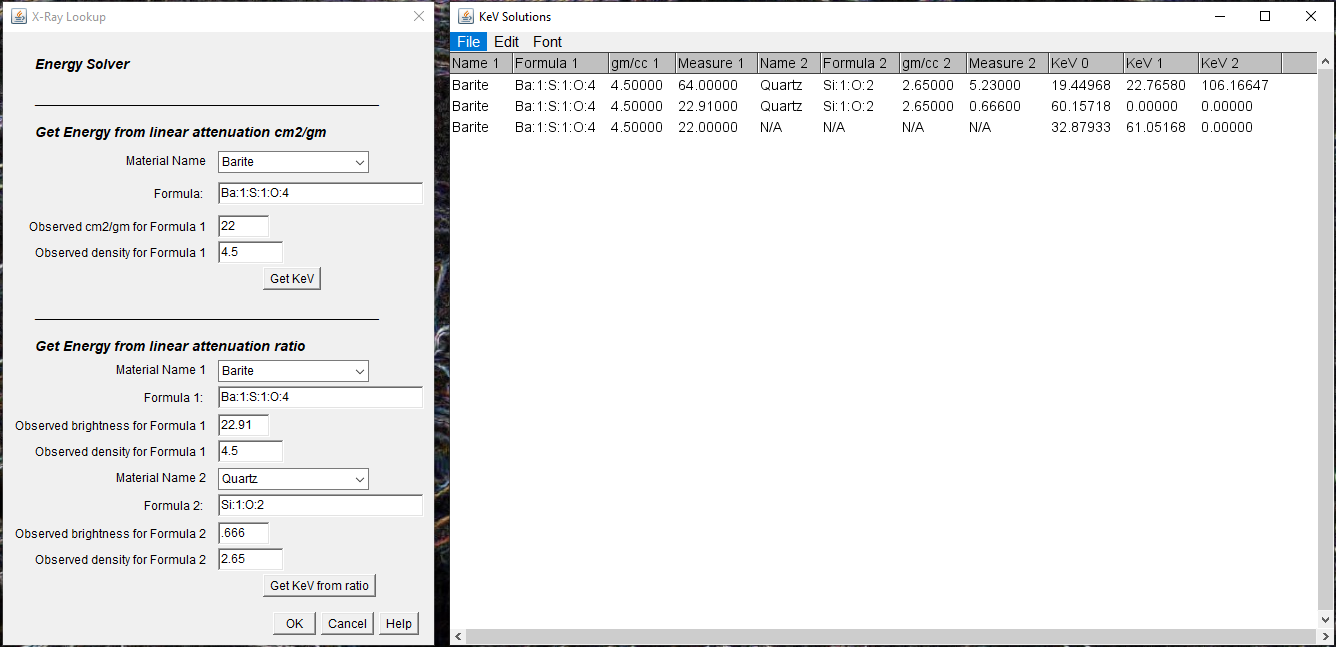 X-Ray Lookup
Energy Solver
Get Energy from linear attenuation cm2/gm
Material Name Barite
Formula: Ba:1:S:1:O:4
Observed cm2/gm for Formula 1 22
Observed density for Formula 1 4.5
Get KeV
Get Energy from linear attenuation ratio
Material Name 1 Barite
Formula 1: Ba:1:S:1:O:4
Observed brightness for Formula 1 22.91
Observed density for Formula 1 4.5
Material Name 2 Quartz
Formula 2: Si:1:O:2
Observed brightness for Formula 2 .666
Observed density for Formula 2 2.65
Get KeV from ratio
OK Cancel Help
KeV Solutions
File Edit Font
Name 1 Formula 1 gm/cc 1 Measure 1 Name 2 Formula 2 gm/cc 2 Measure 2 KeV 0 KeV 1 KeV 2
Barite Ba:1:S:1:O:4 4.50000 64.00000 Quartz Si:1:O:2 2.65000 5.23000 19.44968 22.76580 106.16647
Barite Ba:1:S:1:O:4 4.50000 22.91000 Quartz Si:1:O:2 2.65000 0.66600 60.15718 0.00000 0.00000
Barite Ba:1:S:1:O:4 4.50000 22.00000 N/A N/A N/A N/A 32.87933 61.05168 0.00000